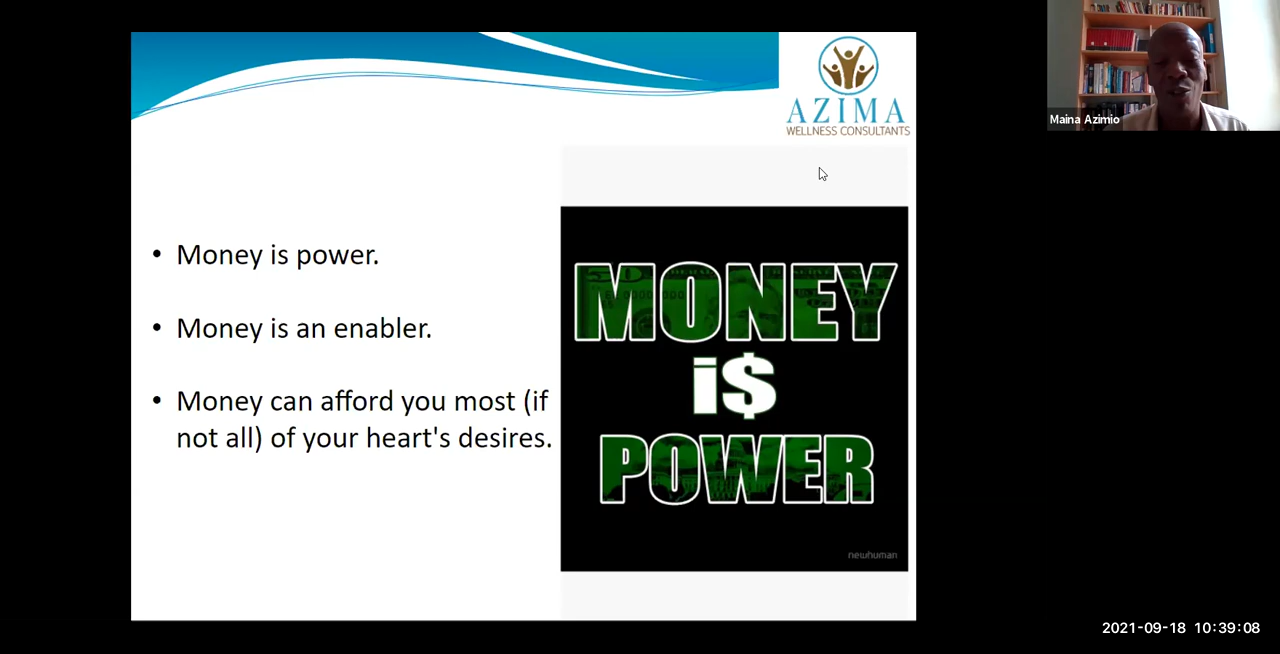 AZIMA
WELLNESS CONSULTANTS
Maina Azimio
• Money is power.
• Money is an enabler.
• Money can afford you most (if
not all) of your heart's desires.
MONEY
i$
POWER
newhuman
2021-09-18 10:39:08